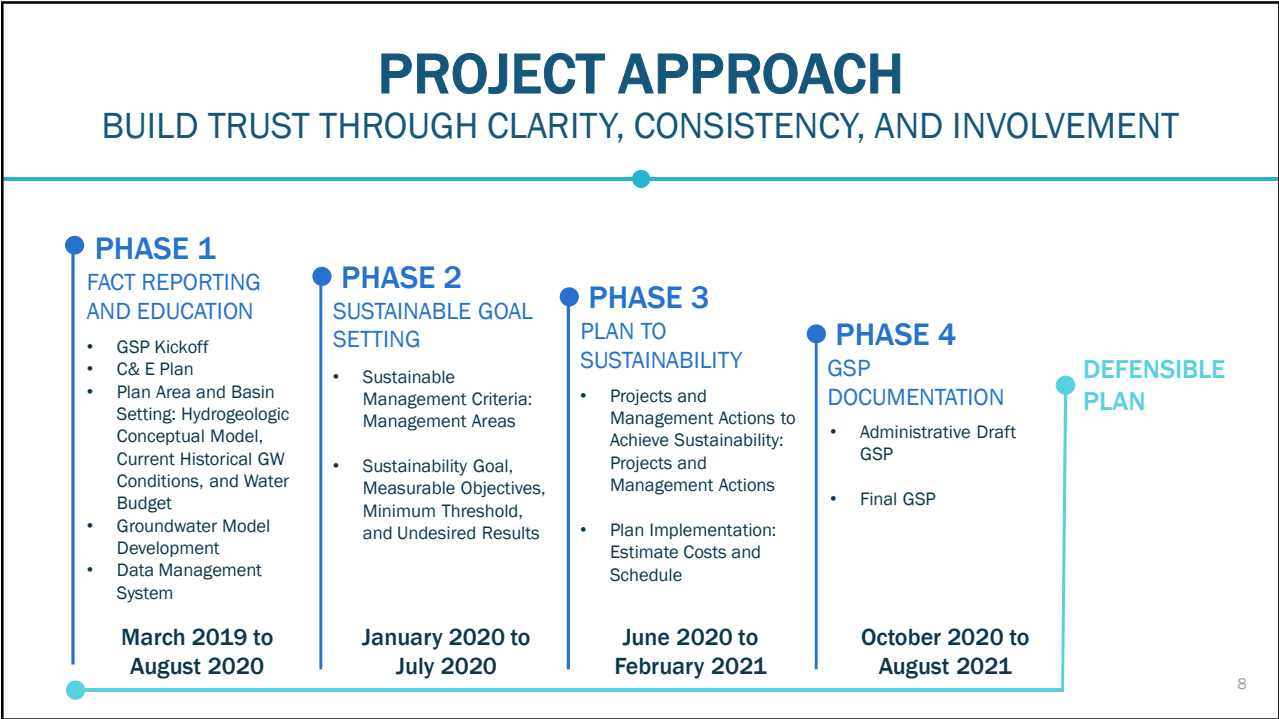 PROJECT APPROACH
BUILD TRUST THROUGH CLARITY, CONSISTENCY, AND INVOLVEMENT
PHASE 1
FACT REPORTING
AND EDUCATION
• GSP Kickoff
• C& E Plan
• Plan Area and Basin
Setting: Hydrogeologic
Conceptual Model,
Current Historical GW
Conditions, and Water
Budget
• Groundwater Model
Development
• Data Management
System
March 2019 to
August 2020
PHASE 2
SUSTAINABLE GOAL
SETTING
• Sustainable
Management Criteria:
Management Areas
• Sustainability Goal,
Measurable Objectives,
Minimum Threshold,
and Undesired Results
January 2020 to
July 2020
PHASE 3
PLAN TO
SUSTAINABILITY
• Projects and
Management Actions to
Achieve Sustainability:
Projects and
Management Actions
• Plan Implementation:
Estimate Costs and
Schedule
June 2020 to
February 2021
PHASE 4
GSP
DOCUMENTATION
• Administrative Draft
GSP
• Final GSP
October 2020 to
August 2021
DEFENSIBLE
PLAN
8